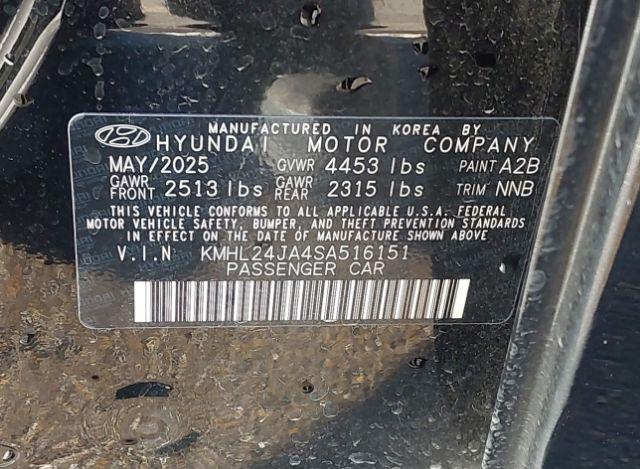 MANUFACTURED IN KOREA BY
HYUNDAI MOTOR COMPANY
MAY/2025 GVWR 4453 lbs PAINT A2B
GAWR FRONT 2513 lbs GAWR REAR 2315 lbs TRIM NNB
THIS VEHICLE CONFORMS TO ALL APPLICABLE U.S.A. FEDERAL
MOTOR VEHICLE SAFETY, BUMPER, AND THEFT PREVENTION STANDARDS
IN EFFECT ON THE DATE OF MANUFACTURE SHOWN ABOVE
V.I.N KMHL24JA4SA516151
PASSENGER CAR